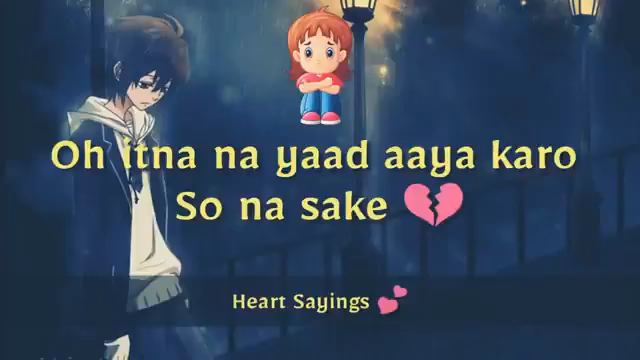 Oh itna na yaad aaya karo
So na sake 💔
Heart Sayings 💕